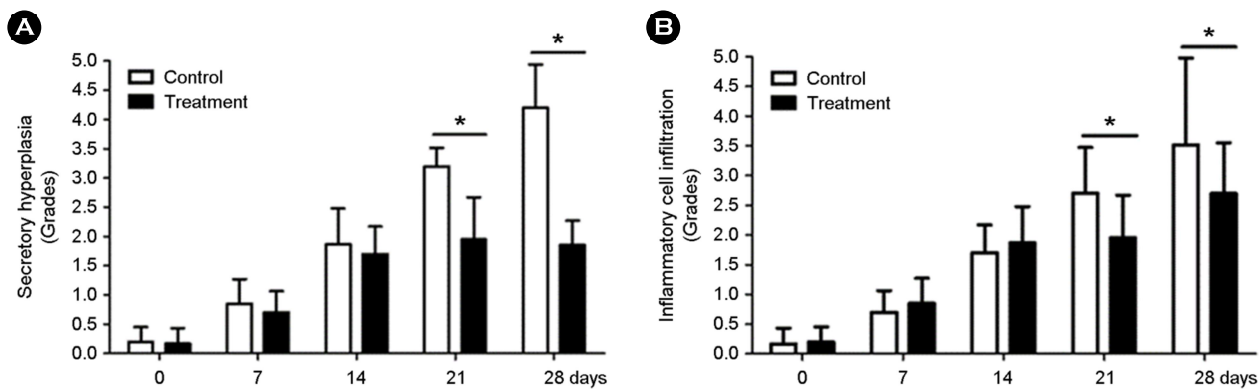 A
Secretory hyperplasia
(Grades)
5.0
4.5
4.0
3.5
3.0
2.5
2.0
1.5
1.0
0.5
0.0
Control
Treatment
*
*
0 7 14 21 28 days
B
Inflammatory cell infiltration
(Grades)
5.0
4.5
4.0
3.5
3.0
2.5
2.0
1.5
1.0
0.5
0.0
Control
Treatment
*
*
0 7 14 21 28 days